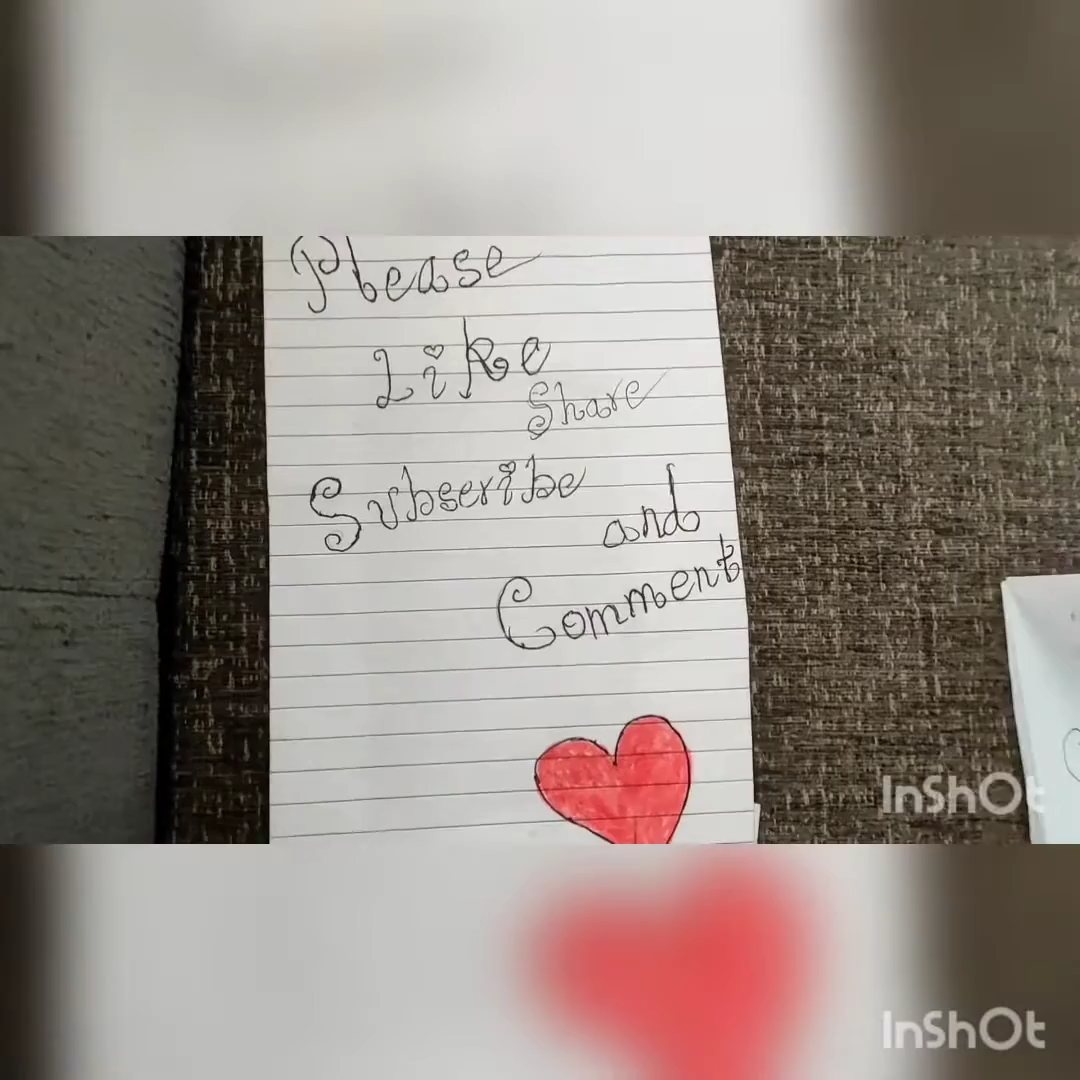 Please
Like
Share
Subscribe
and
Comment
InShOt
InShOt